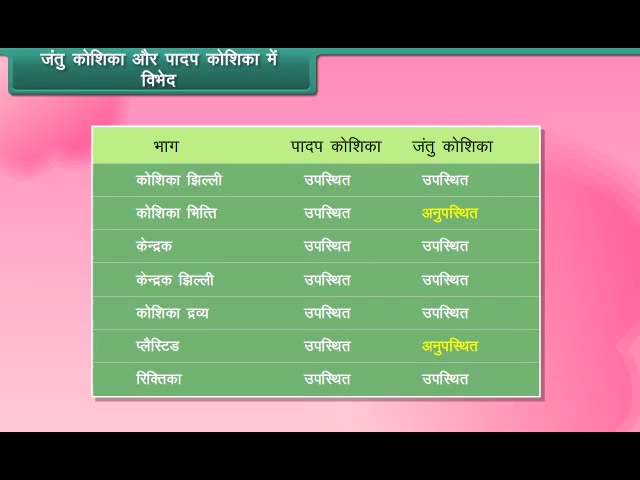 जंतु कोशिका और पादप कोशिका में
विभेद
भाग पादप कोशिका जंतु कोशिका
कोशिका झिल्ली उपस्थित उपस्थित
कोशिका भित्ति उपस्थित अनुपस्थित
केन्द्रक उपस्थित उपस्थित
केन्द्रक झिल्ली उपस्थित उपस्थित
कोशिका द्रव्य उपस्थित उपस्थित
प्लैस्टिड उपस्थित अनुपस्थित
रिक्तिका उपस्थित उपस्थित